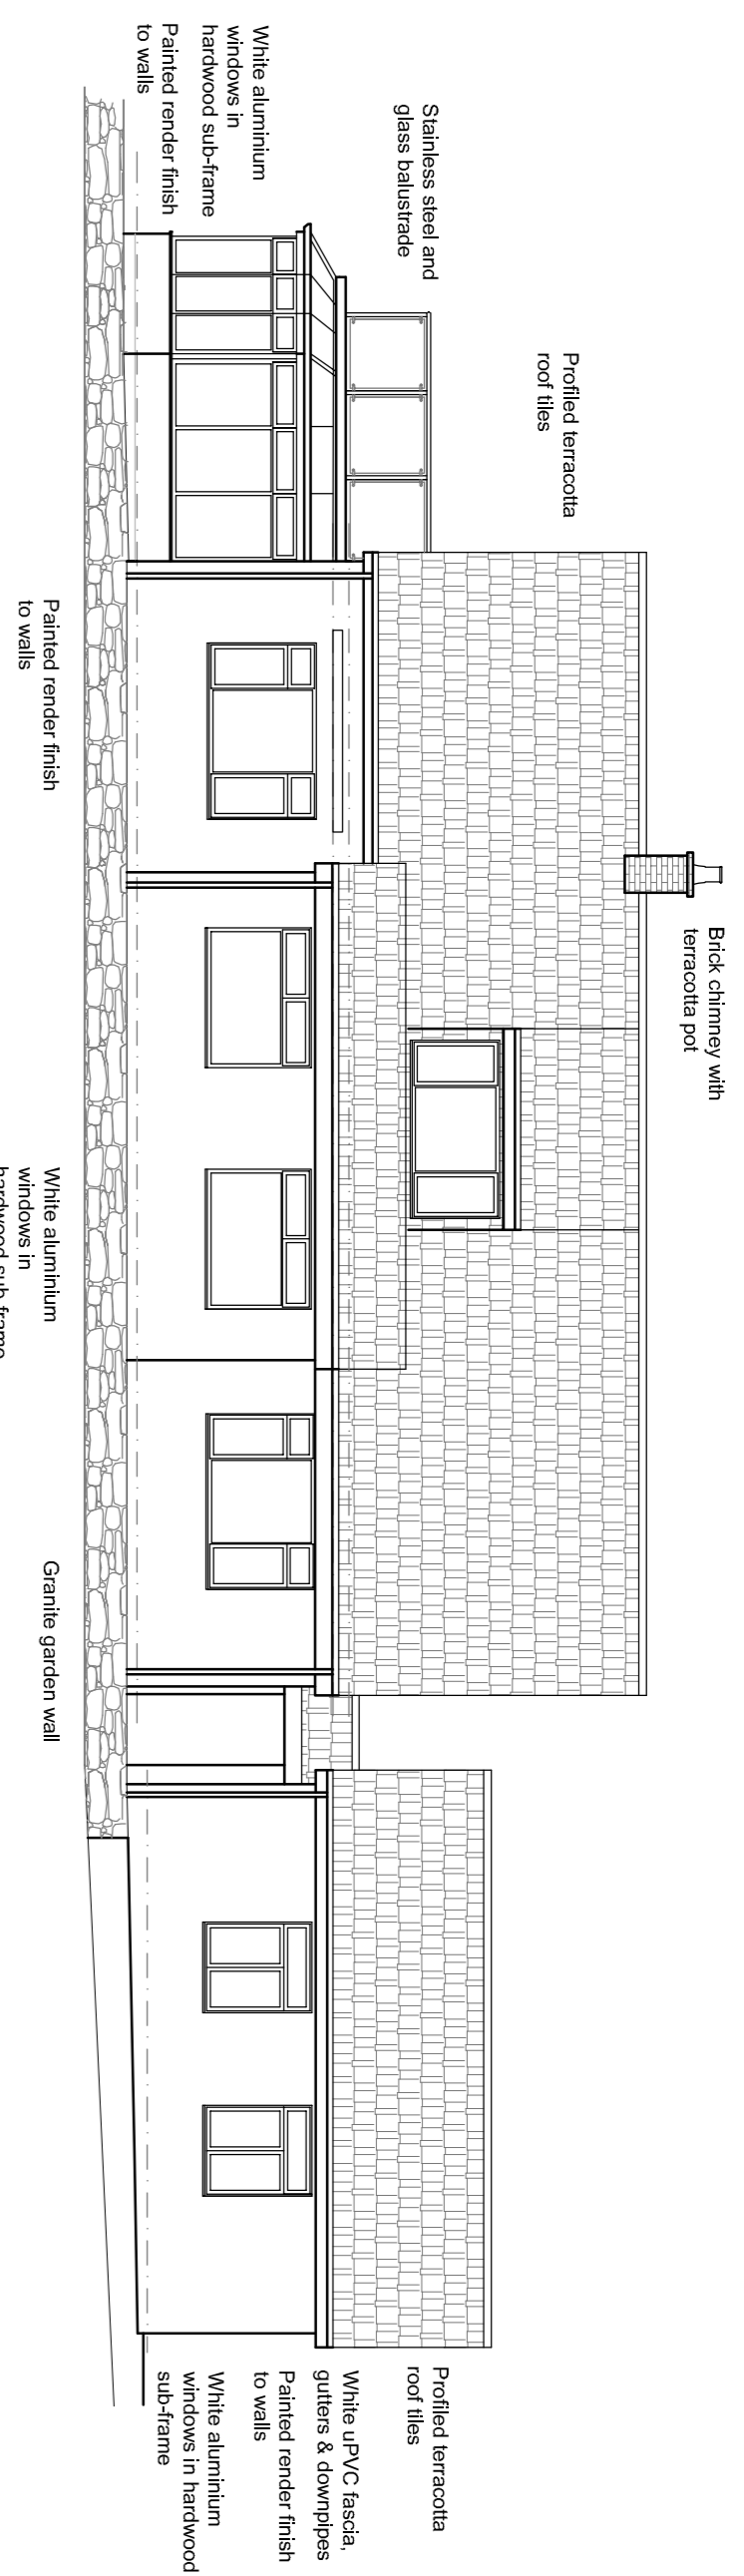 White aluminium
windows in
hardwood sub-frame
Painted render finish
to walls
Stainless steel and
glass balustrade
Profiled terracotta
roof tiles
Painted render finish
to walls
Brick chimney with
terracotta pot
White aluminium
windows in
hardwood sub-frame
Granite garden wall
Profiled terracotta
roof tiles
White uPVC fascia,
gutters & downpipes
Painted render finish
to walls
White aluminium
windows in hardwood
sub-frame